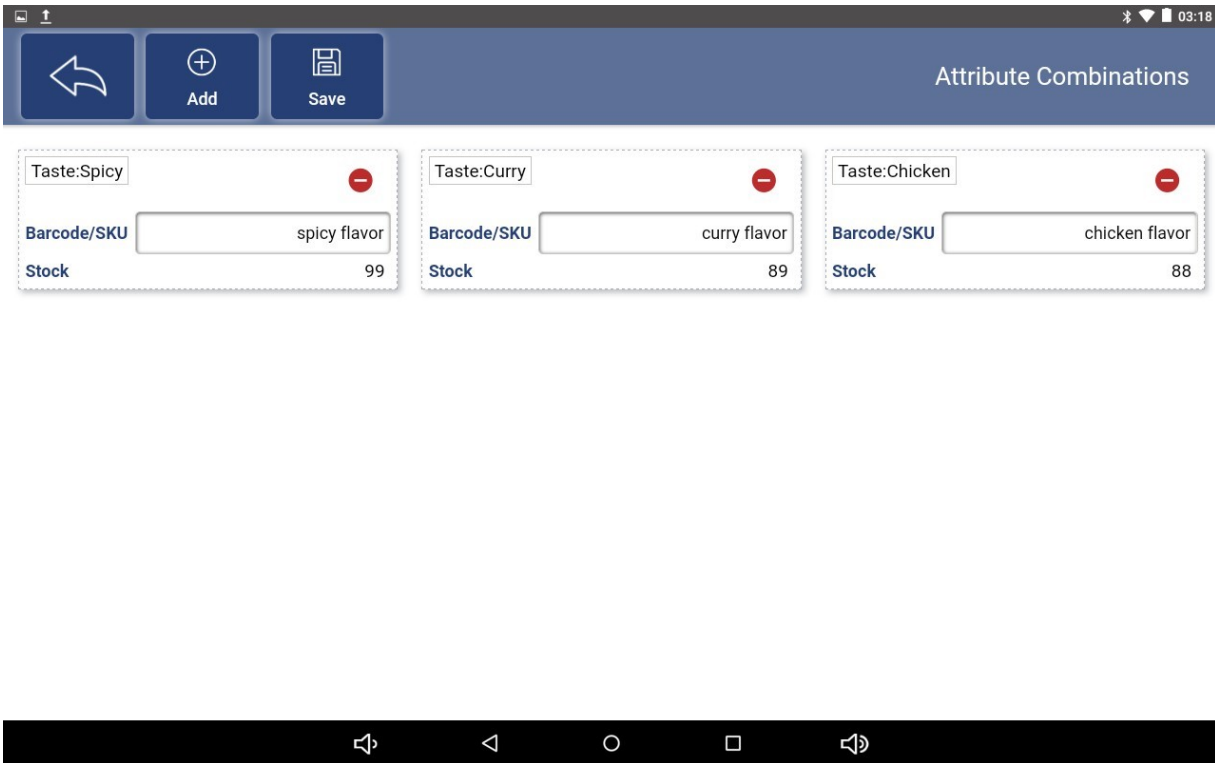 03:18
Add
Save
Attribute Combinations
Taste:Spicy
Barcode/SKU spicy flavor
Stock 99
Taste:Curry
Barcode/SKU curry flavor
Stock 89
Taste:Chicken
Barcode/SKU chicken flavor
Stock 88